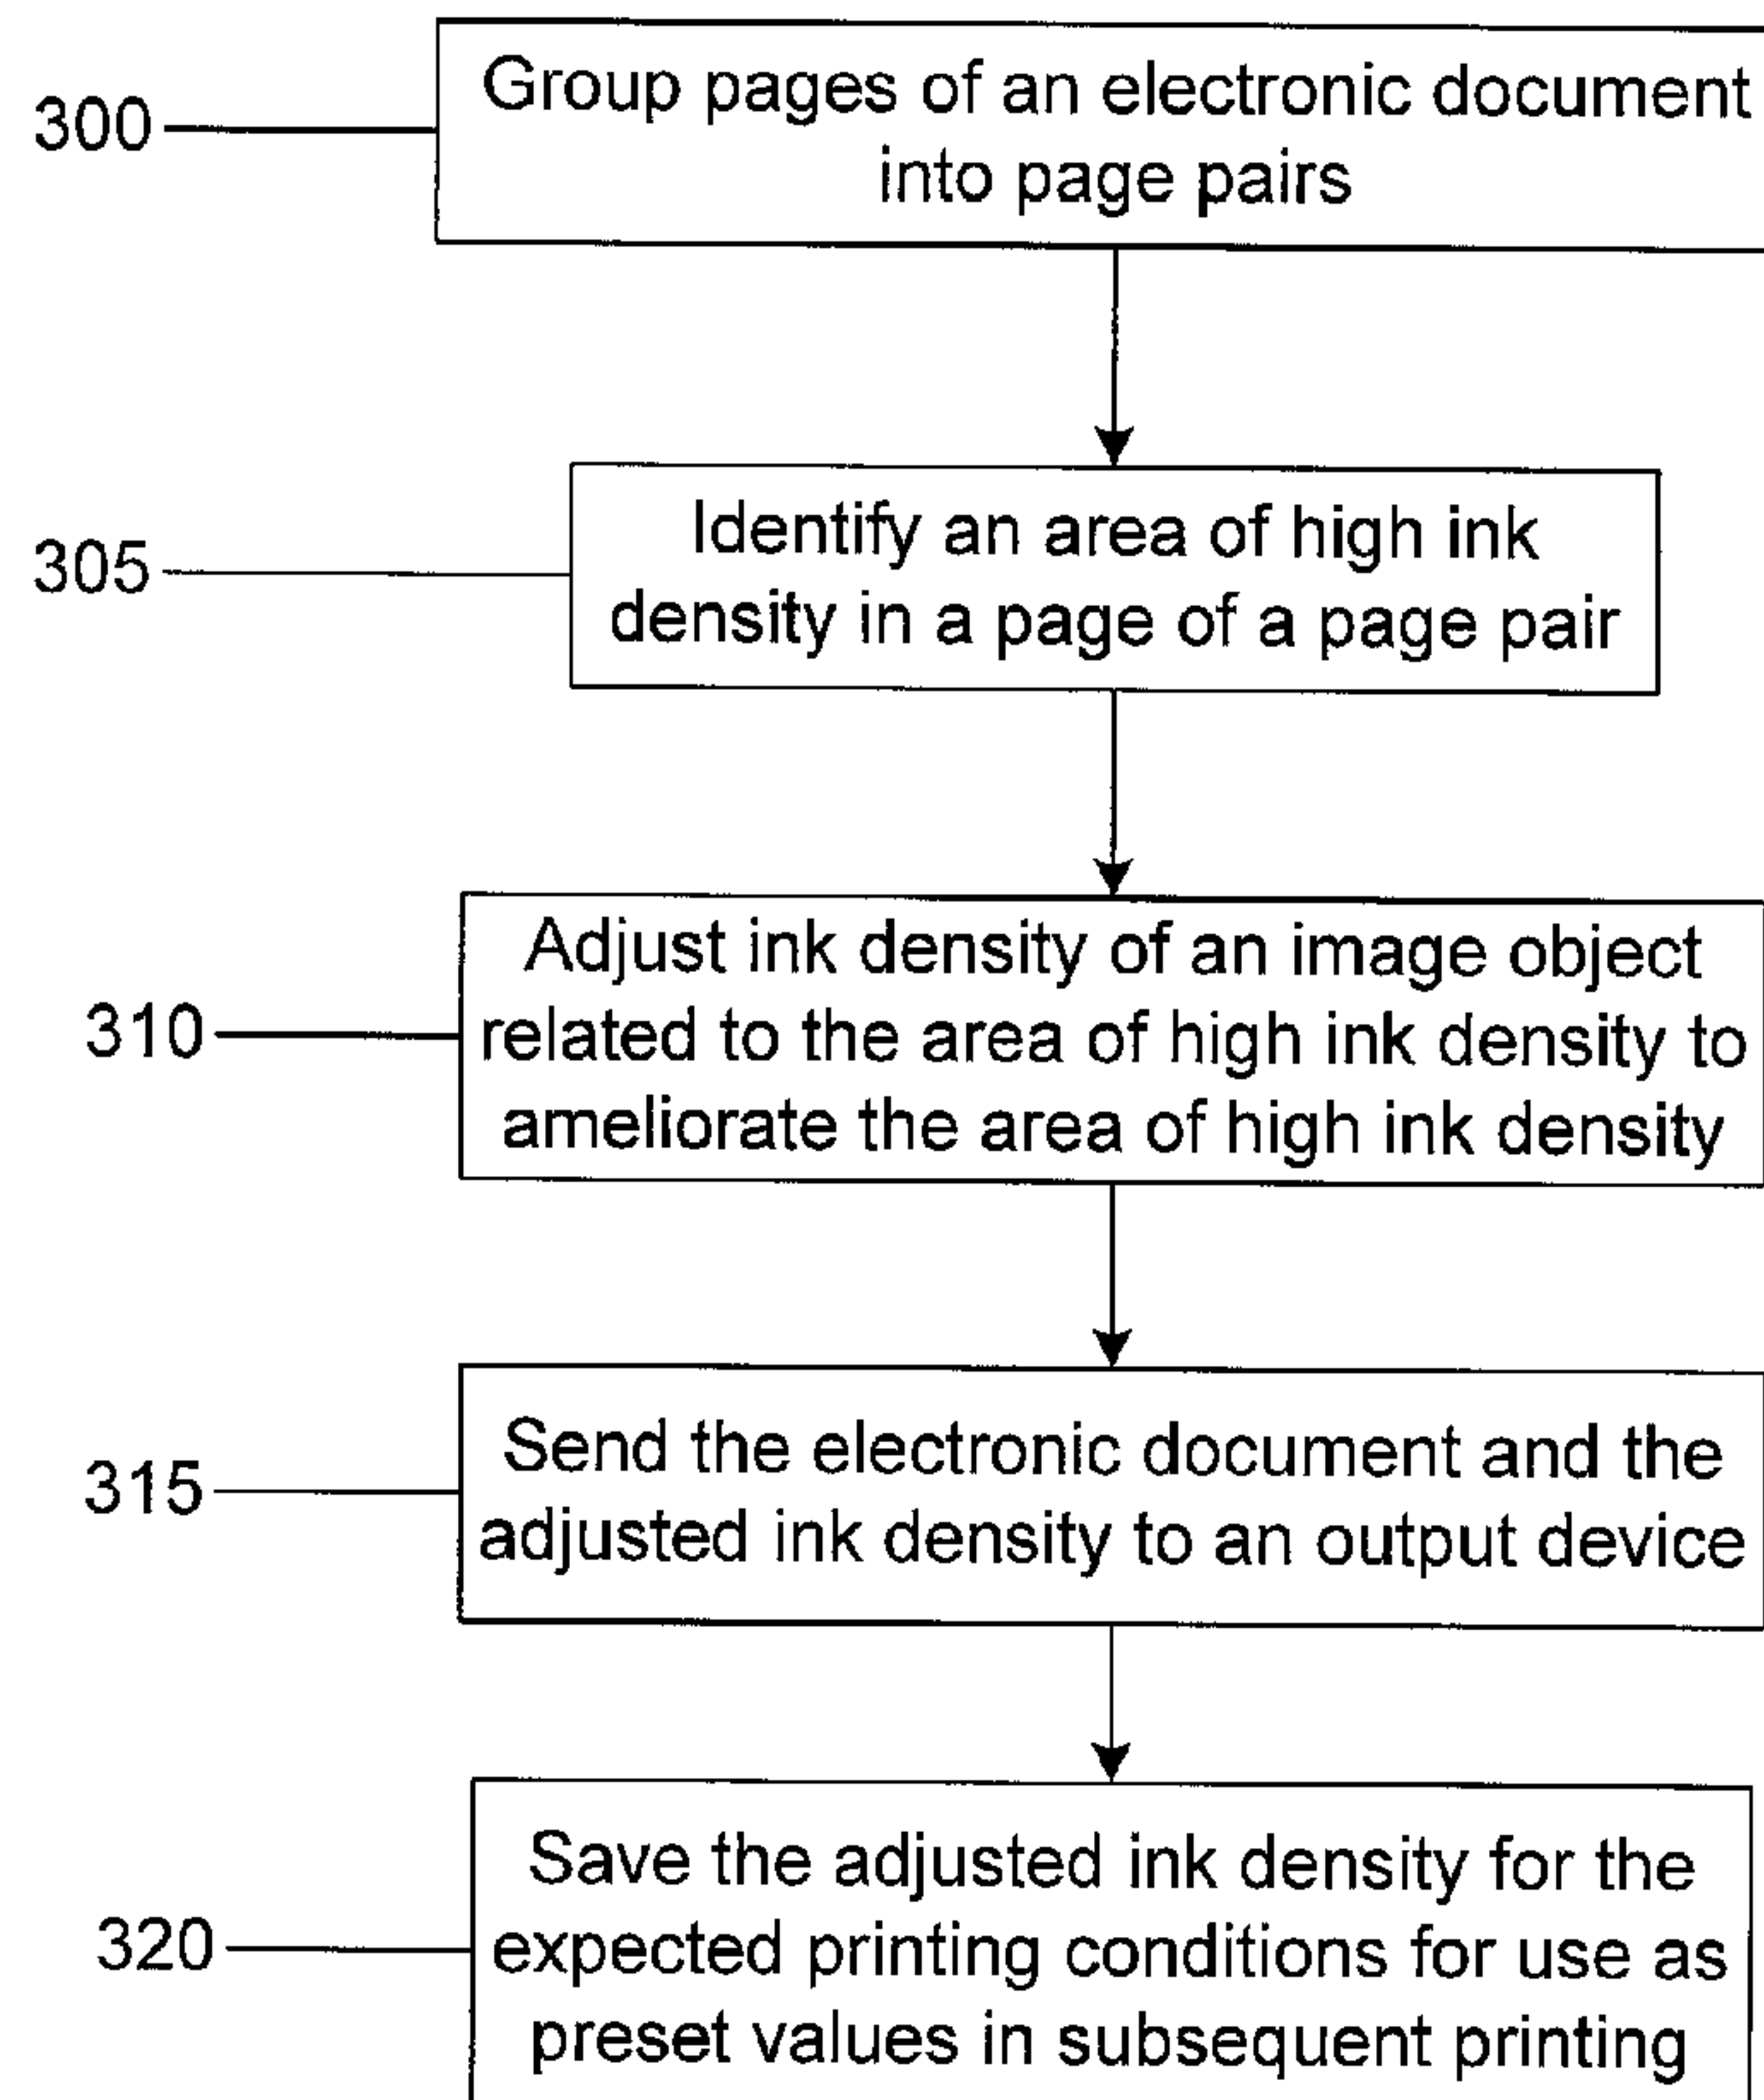 300
Group pages of an electronic document
into page pairs
305
Identify an area of high ink
density in a page of a page pair
310
Adjust ink density of an image object
related to the area of high ink density to
ameliorate the area of high ink density
315
Send the electronic document and the
adjusted ink density to an output device
320
Save the adjusted ink density for the
expected printing conditions for use as
preset values in subsequent printing